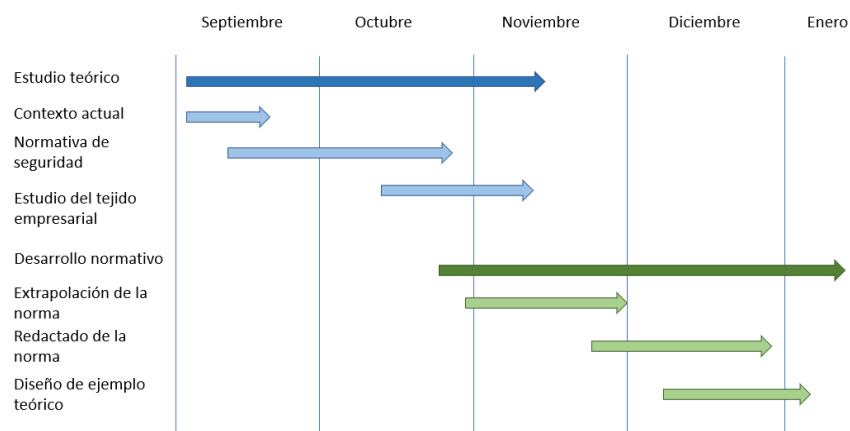 Septiembre Octubre Noviembre Diciembre Enero
Estudio teórico
Contexto actual
Normativa de
seguridad
Estudio del tejido
empresarial
Desarrollo normativo
Extrapolación de la
norma
Redactado de la
norma
Diseño de ejemplo
teórico